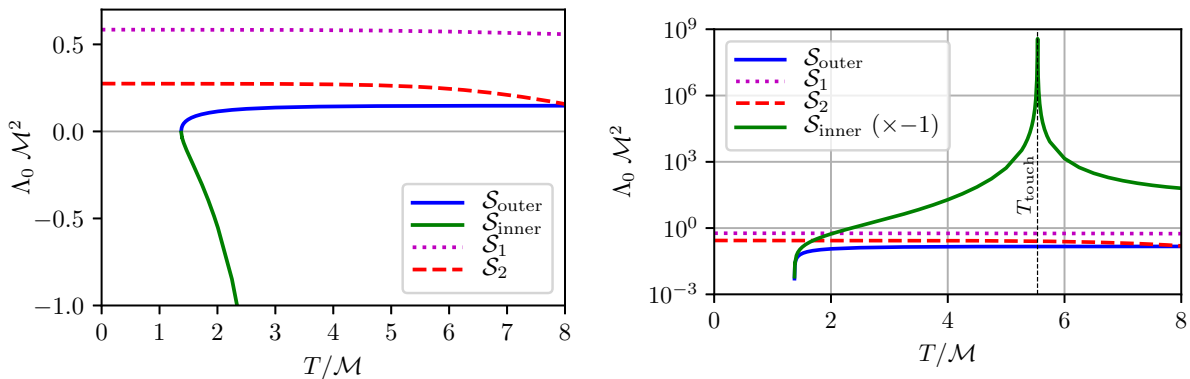 0.5
0.0
−0.5
−1.0
Λ₀ ℳ²
𝒮outer
𝒮inner
𝒮₁
𝒮₂
0 1 2 3 4 5 6 7 8
T/ℳ
10⁹
10⁶
10³
10⁰
10⁻³
Λ₀ ℳ²
𝒮outer
𝒮₁
𝒮₂
𝒮inner (×−1)
Ttouch
0 2 4 6 8
T/ℳ